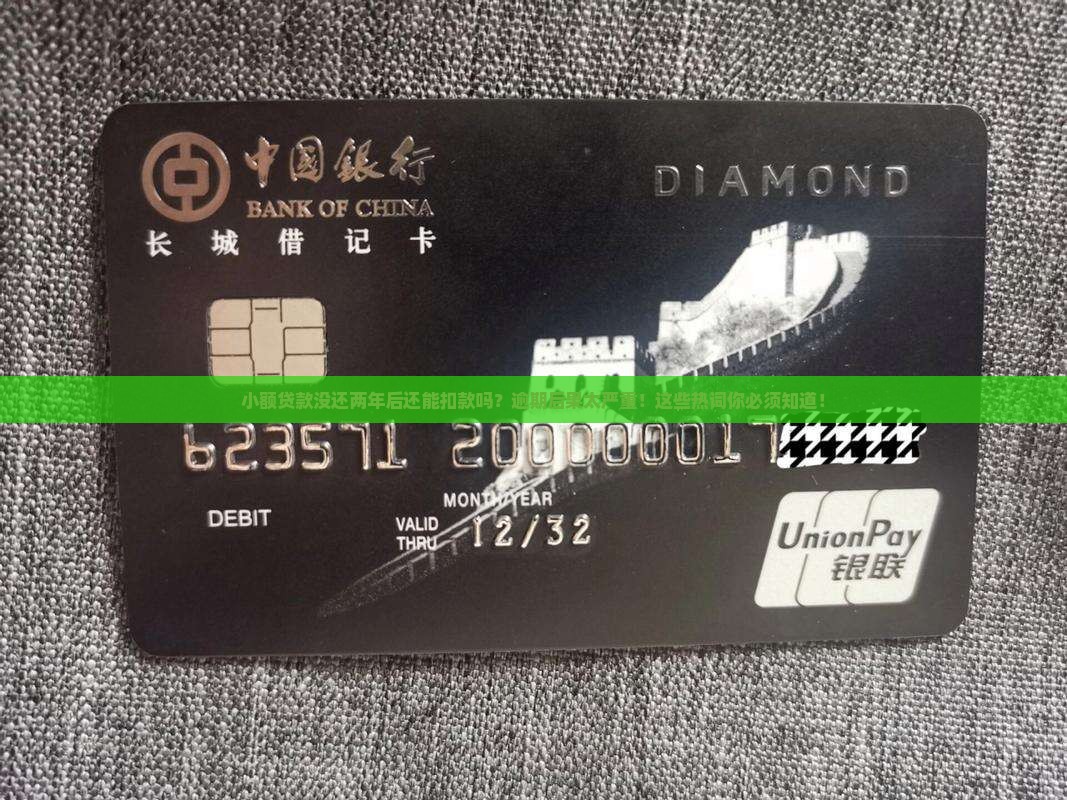 中国銀行
BANK OF CHINA
长城借记卡
DIAMOND
小额贷款没还两年后还能扣款吗？逾期后果太严重！这些热词你必须知道！
623571 200000017
MONTH/YEAR
DEBIT
VALID THRU 12/32
UnionPay
银联